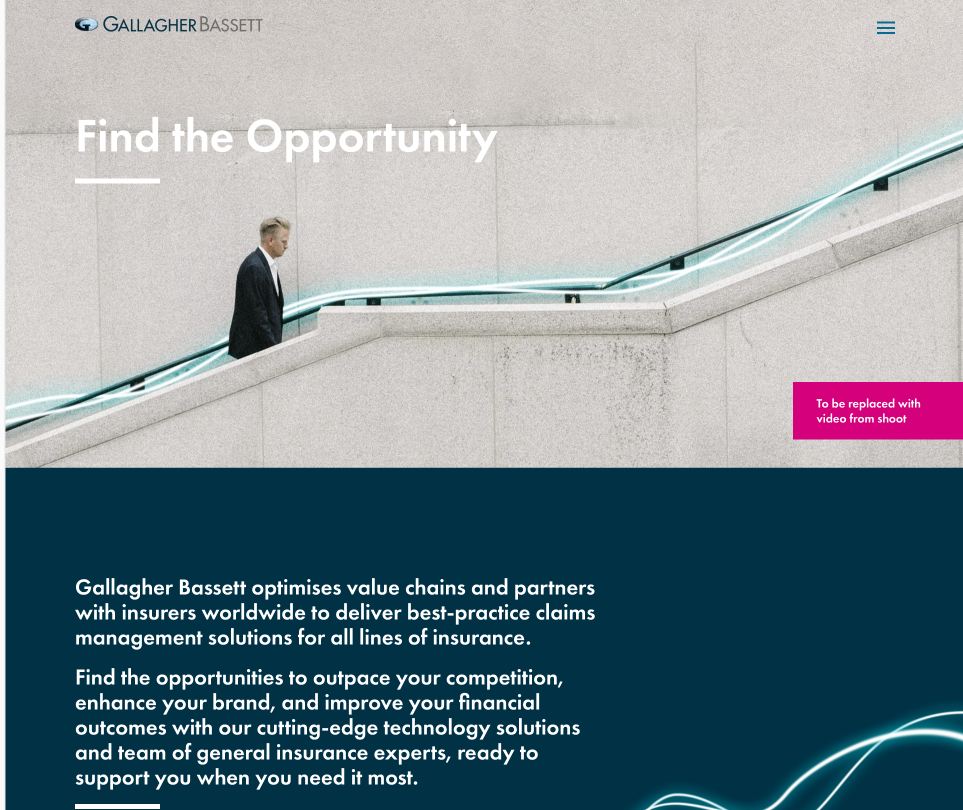 GALLAGHER BASSETT
Find the Opportunity
To be replaced with
video from shoot
Gallagher Bassett optimises value chains and partners
with insurers worldwide to deliver best-practice claims
management solutions for all lines of insurance.
Find the opportunities to outpace your competition,
enhance your brand, and improve your financial
outcomes with our cutting-edge technology solutions
and team of general insurance experts, ready to
support you when you need it most.